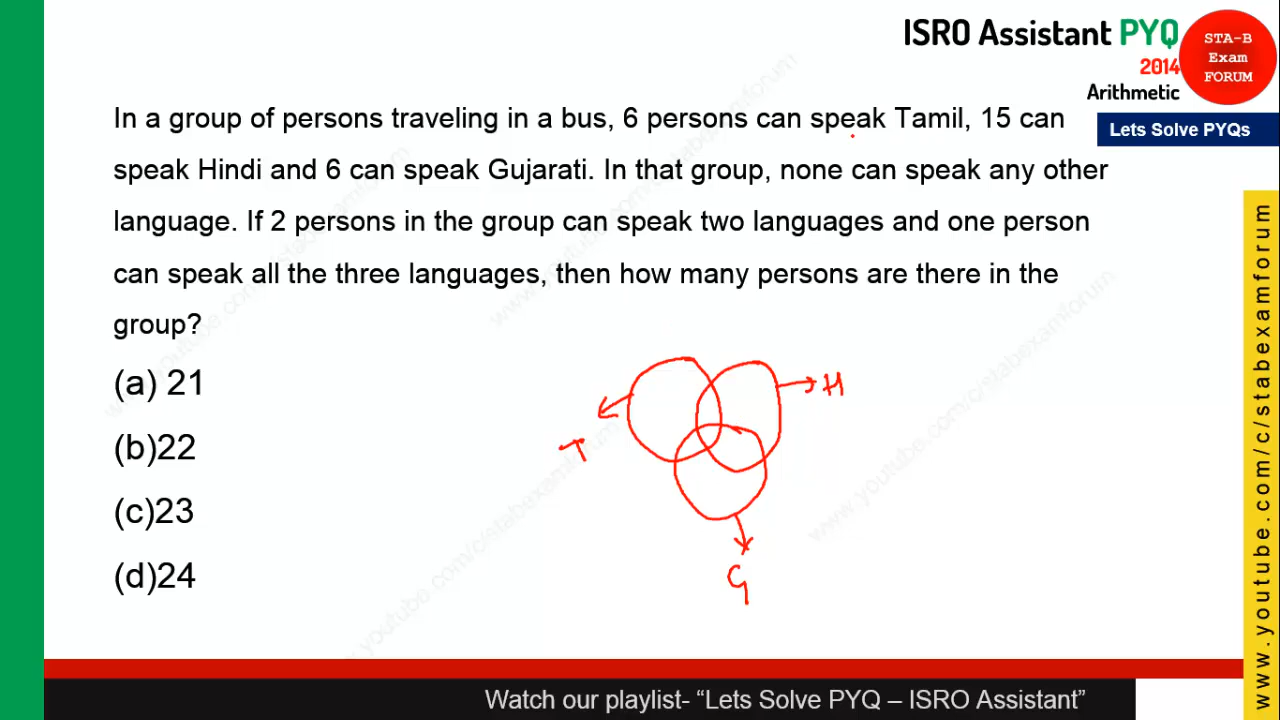 ISRO Assistant PYQ
2014
Arithmetic
STA-B
Exam
FORUM
Lets Solve PYQs
In a group of persons traveling in a bus, 6 persons can speak Tamil, 15 can
speak Hindi and 6 can speak Gujarati. In that group, none can speak any other
language. If 2 persons in the group can speak two languages and one person
can speak all the three languages, then how many persons are there in the
group?
(a) 21
(b)22
(c)23
(d)24
T
H
G
www.youtube.com/c/stabexamforum
www.youtube.com/c/stabexamforum
Watch our playlist- “Lets Solve PYQ – ISRO Assistant”